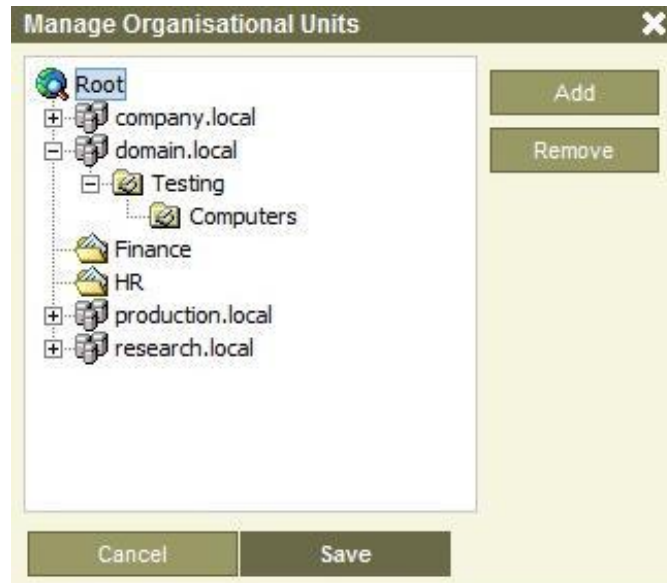 Manage Organisational Units
Root
Add
company.local
domain.local
Remove
Testing
Computers
Finance
HR
production.local
research.local
Cancel
Save